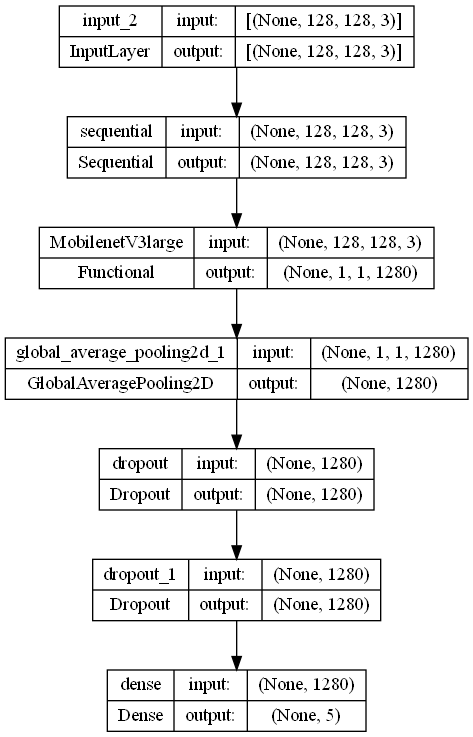 input_2 input: [(None, 128, 128, 3)]
InputLayer output: [(None, 128, 128, 3)]
sequential input: (None, 128, 128, 3)
Sequential output: (None, 128, 128, 3)
MobilenetV3large input: (None, 128, 128, 3)
Functional output: (None, 1, 1, 1280)
global_average_pooling2d_1 input: (None, 1, 1, 1280)
GlobalAveragePooling2D output: (None, 1280)
dropout input: (None, 1280)
Dropout output: (None, 1280)
dropout_1 input: (None, 1280)
Dropout output: (None, 1280)
dense input: (None, 1280)
Dense output: (None, 5)